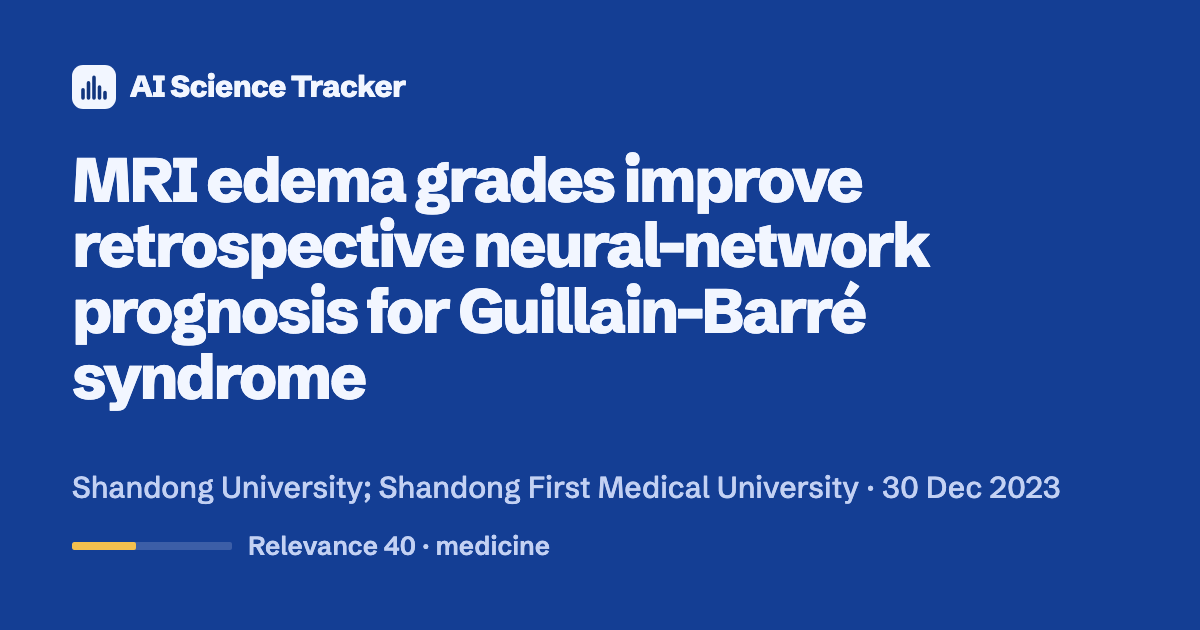 AI Science Tracker
MRI edema grades improve
retrospective neural-network
prognosis for Guillain-Barré
syndrome
Shandong University; Shandong First Medical University · 30 Dec 2023
Relevance 40 · medicine